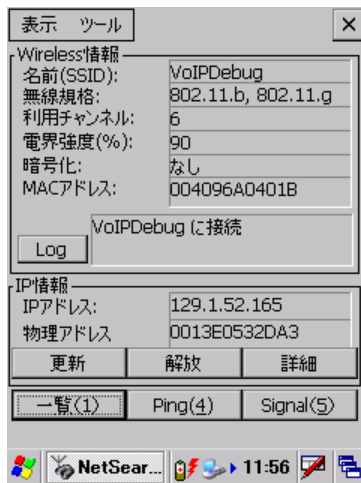 表示 ツール
Wireless情報
名前(SSID): VoIPDebug
無線規格: 802.11.b, 802.11.g
利用チャンネル: 6
電界強度(%): 90
暗号化: なし
MACアドレス: 004096A0401B
VoIPDebug に接続
Log
IP情報
IPアドレス: 129.1.52.165
物理アドレス 0013E0532DA3
更新 解放 詳細
一覧(1) Ping(4) Signal(5)
NetSear... 11:56